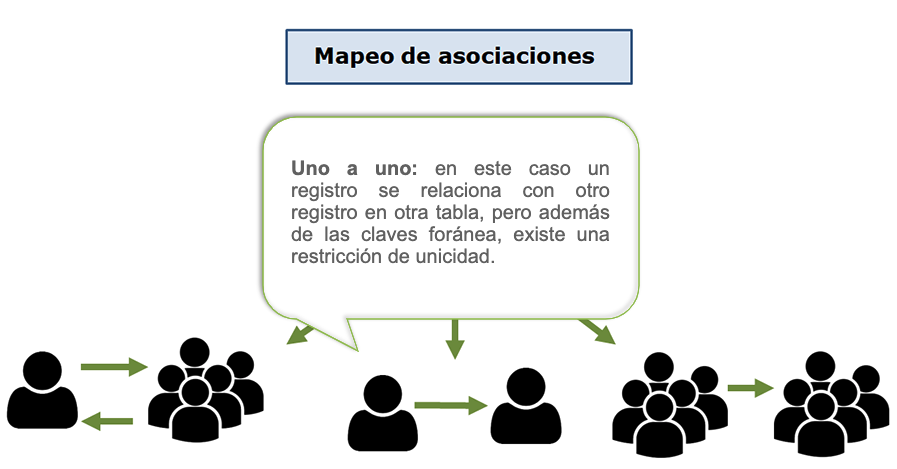 Mapeo de asociaciones
Uno a uno: en este caso un
registro se relaciona con otro
registro en otra tabla, pero además
de las claves foránea, existe una
restricción de unicidad.